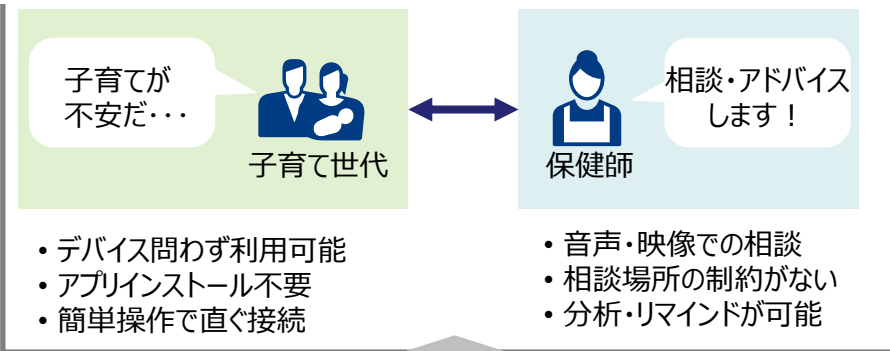 子育てが
不安だ・・・
子育て世代
相談・アドバイス
します！
保健師
• デバイス問わず利用可能
• アプリインストール不要
• 簡単操作で直ぐ接続
• 音声・映像での相談
• 相談場所の制約がない
• 分析・リマインドが可能